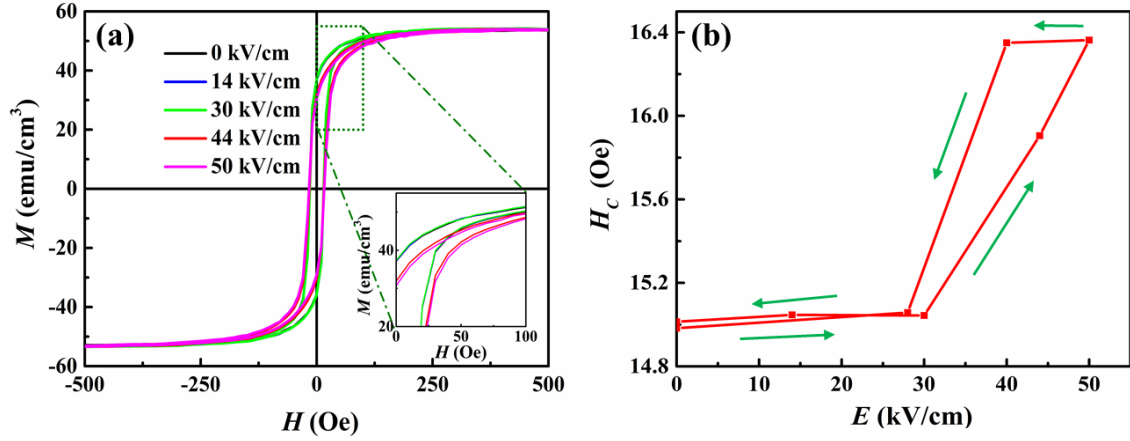 (a)
0 kV/cm
14 kV/cm
30 kV/cm
44 kV/cm
50 kV/cm
M (emu/cm³)
60
40
20
0
-20
-40
-60
-500
-250
0
250
500
H (Oe)
M (emu/cm³)
40
20
0
50
100
H (Oe)
(b)
H_C (Oe)
16.4
16.0
15.6
15.2
14.8
0
10
20
30
40
50
E (kV/cm)